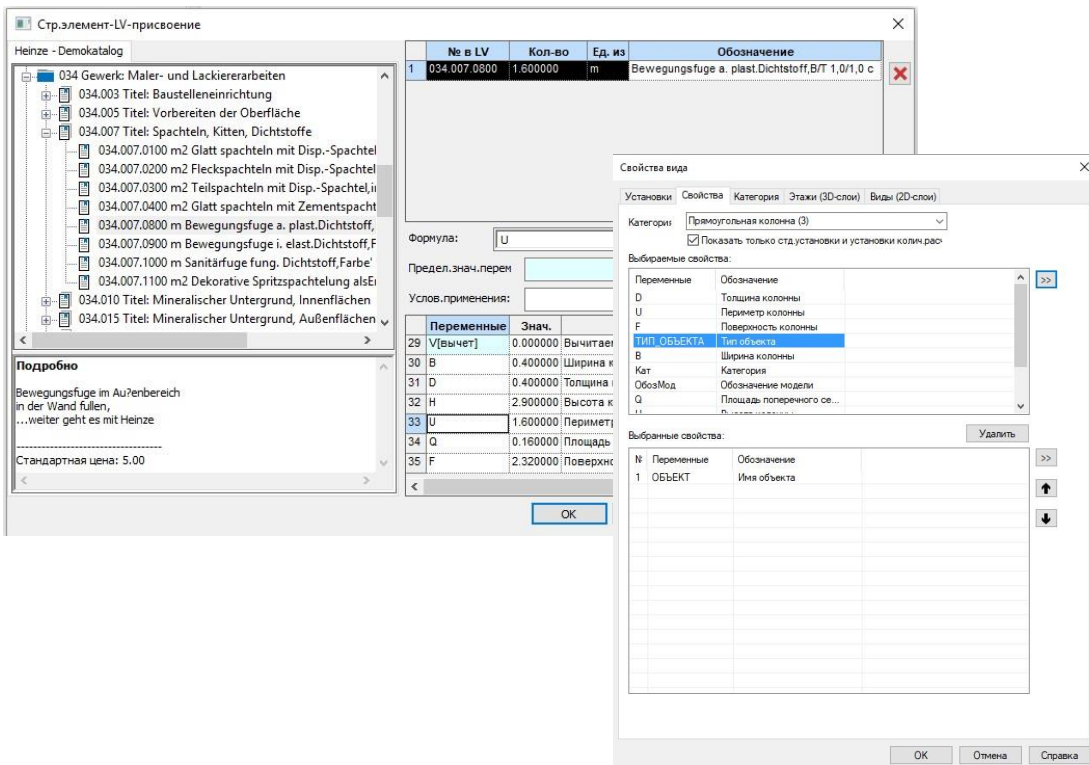 Стр.элемент-LV-присвоение
Heinze - Demokatalog
034 Gewerk: Maler- und Lackiererarbeiten
034.003 Titel: Baustelleneinrichtung
034.005 Titel: Vorbereiten der Oberfläche
034.007 Titel: Spachteln, Kitten, Dichtstoffe
034.007.0100 m2 Glatt spachteln mit Disp.-Spachtel
034.007.0200 m2 Fleckspachteln mit Disp.-Spachtel
034.007.0300 m2 Teilspachteln mit Disp.-Spachtel,i
034.007.0400 m2 Glatt spachteln mit Zementspacht
034.007.0800 m Bewegungsfuge a. plast.Dichtstoff,
034.007.0900 m Bewegungsfuge i. elast.Dichtstoff,F
034.007.1000 m Sanitärfuge fung. Dichtstoff,Farbe'
034.007.1100 m2 Dekorative Spritzspachtelung alsEr
034.010 Titel: Mineralischer Untergrund, Innenflächen
034.015 Titel: Mineralischer Untergrund, Außenflächen
Подробно
Bewegungsfuge im Au?enbereich
in der Wand fullen,
...weiter geht es mit Heinze
------------------------------------
Стандартная цена: 5.00
№ в LV Кол-во Ед. из Обозначение
1 034.007.0800 1.600000 m Bewegungsfuge a. plast.Dichtstoff,B/T 1,0/1,0 c
Формула: U
Предел.знач.перем
Услов.применения:
Переменные Знач.
29 V[вычет] 0.000000 Вычитаем
30 B 0.400000 Ширина к
31 D 0.400000 Толщина
32 H 2.900000 Высота к
33 U 1.600000 Периметр
34 Q 0.160000 Площадь
35 F 2.320000 Поверхно
OK
Свойства вида
Установки Свойства Категория Этажи (3D-слои) Виды (2D-слои)
Категория Прямоугольная колонна (3)
Показать только стд.установки и установки колич.расч
Выбираемые свойства:
Переменные Обозначение
D Толщина колонны
U Периметр колонны
F Поверхность колонны
ТИП_ОБЪЕКТА Тип объекта
B Ширина колонны
Кат Категория
ОбозМод Обозначение модели
Q Площадь поперечного се...
>>
Выбранные свойства:
Удалить
№ Переменные Обозначение
1 ОБЪЕКТ Имя объекта
>>
OK Отмена Справка